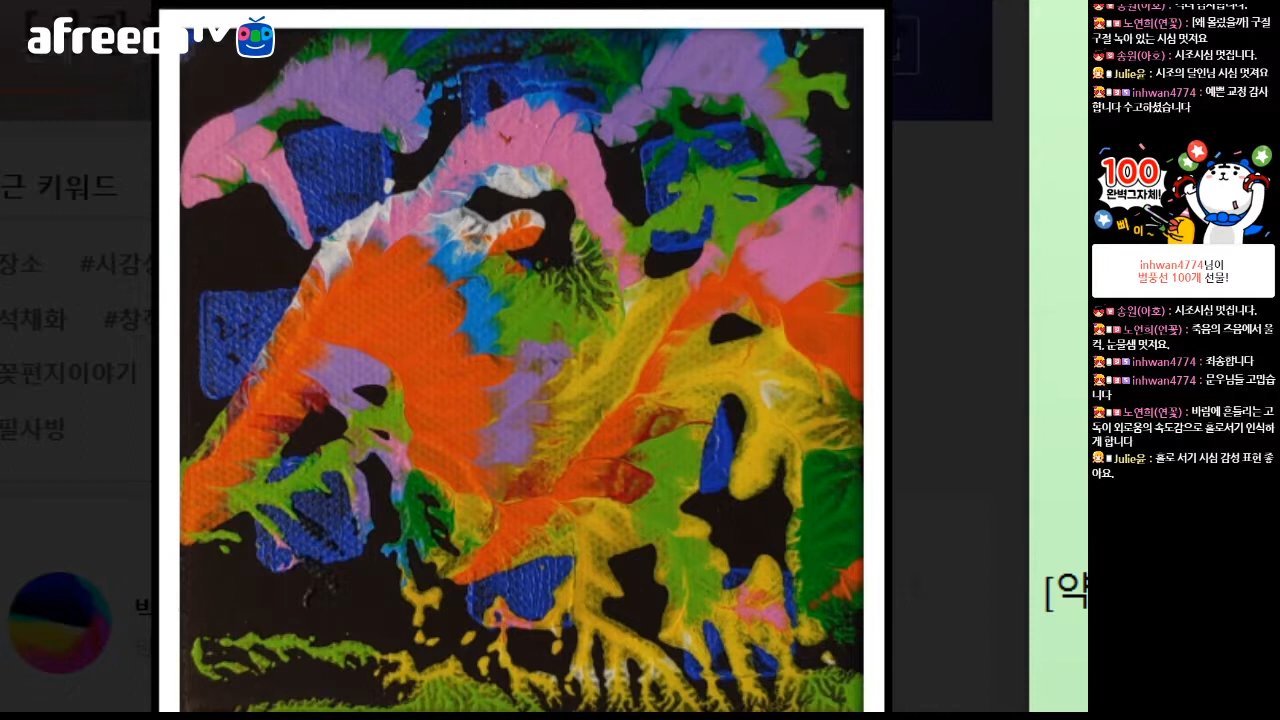 afreecaTV
근 키워드
장소 #시감상
석채화 #창작
꽃편지이야기
필사방
[약
노연희(연꽃) : [왜 몰랐을까] 구절
구절 녹이 있는 시심 멋져요
송원(아호) : 시조시심 멋집니다.
Julie윤 : 시조의 달인님 시심 멋져요
inhwan4774 : 예쁜 교정 감사
합니다 수고하셨습니다
100
완벽그자체!
삐이~
inhwan4774님이
별풍선 100개 선물!
송원(아호) : 시조시심 멋집니다.
노연희(연꽃) : 죽음의 즈음에서 울
컥, 눈물샘 멋져요.
inhwan4774 : 죄송합니다
inhwan4774 : 문우님들 고맙습
니다
노연희(연꽃) : 바람에 흔들리는 고
독이 외로움의 속도감으로 홀로서기 인식하
게 합니다
Julie윤 : 홀로 서기 시심 감성 표현 좋
아요.